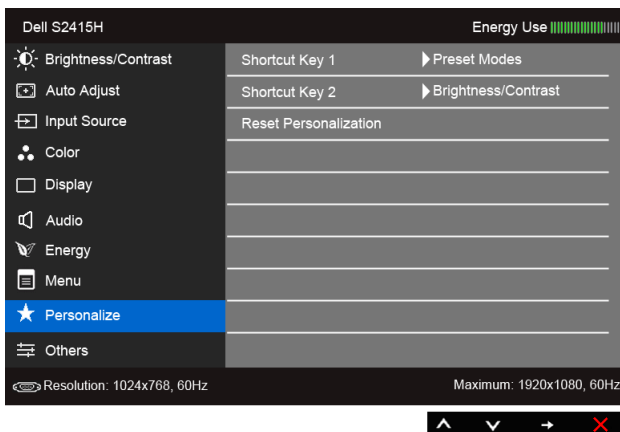 Dell S2415H Energy Use
Brightness/Contrast Shortcut Key 1 Preset Modes
Auto Adjust Shortcut Key 2 Brightness/Contrast
Input Source Reset Personalization
Color
Display
Audio
Energy
Menu
Personalize
Others
Resolution: 1024x768, 60Hz Maximum: 1920x1080, 60Hz